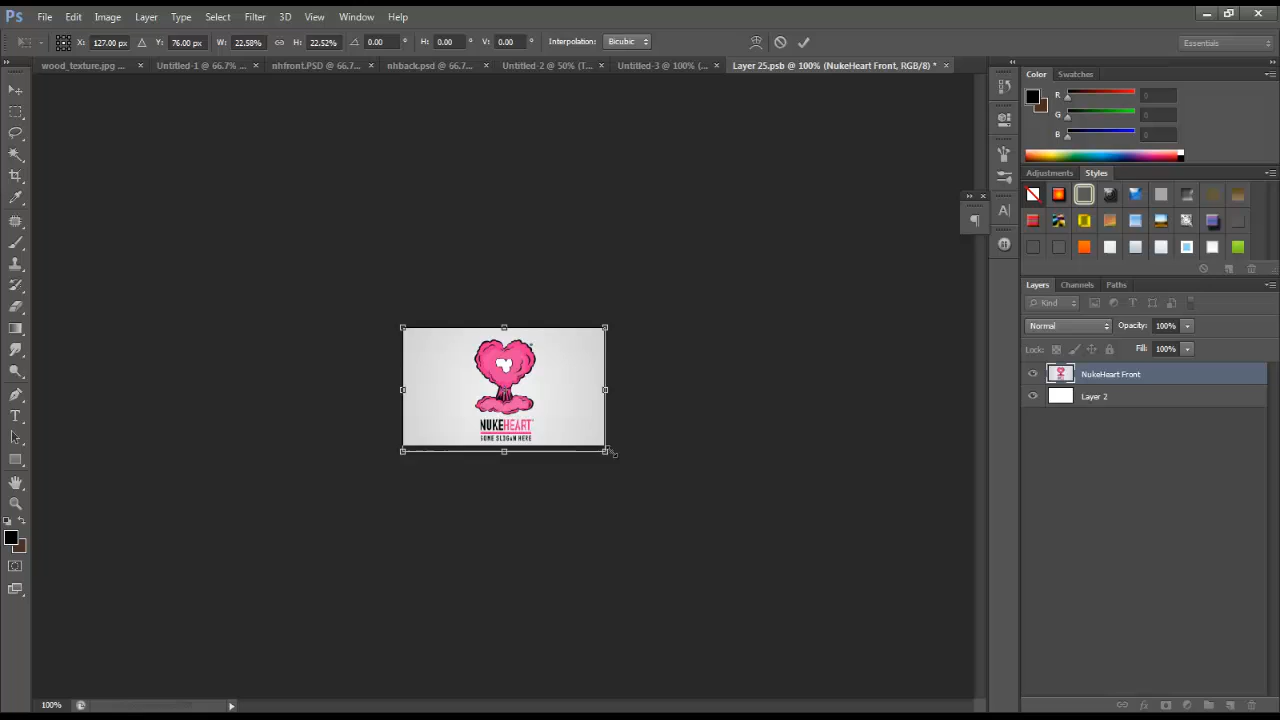 Ps File Edit Image Layer Type Select Filter 3D View Window Help
X: 127.00 px Y: 76.00 px W: 22.58% H: 22.52% 0.00 ° H: 0.00 ° V: 0.00 ° Interpolation: Bicubic Essentials
wood_texture.jpg ... × Untitled-1 @ 66.7% ... × nhfront.PSD @ 66.7... × nhback.psd @ 66.7... × Untitled-2 @ 50% (T... × Untitled-3 @ 100% (... × Layer 25.psb @ 100% (NukeHeart Front, RGB/8) * ×
Color Swatches
R 0
G 0
B 0
Adjustments Styles
Layers Channels Paths
Kind
Normal Opacity: 100%
Lock: Fill: 100%
NukeHeart Front
Layer 2
NUKEHEART
SOME SLOGAN HERE
100%